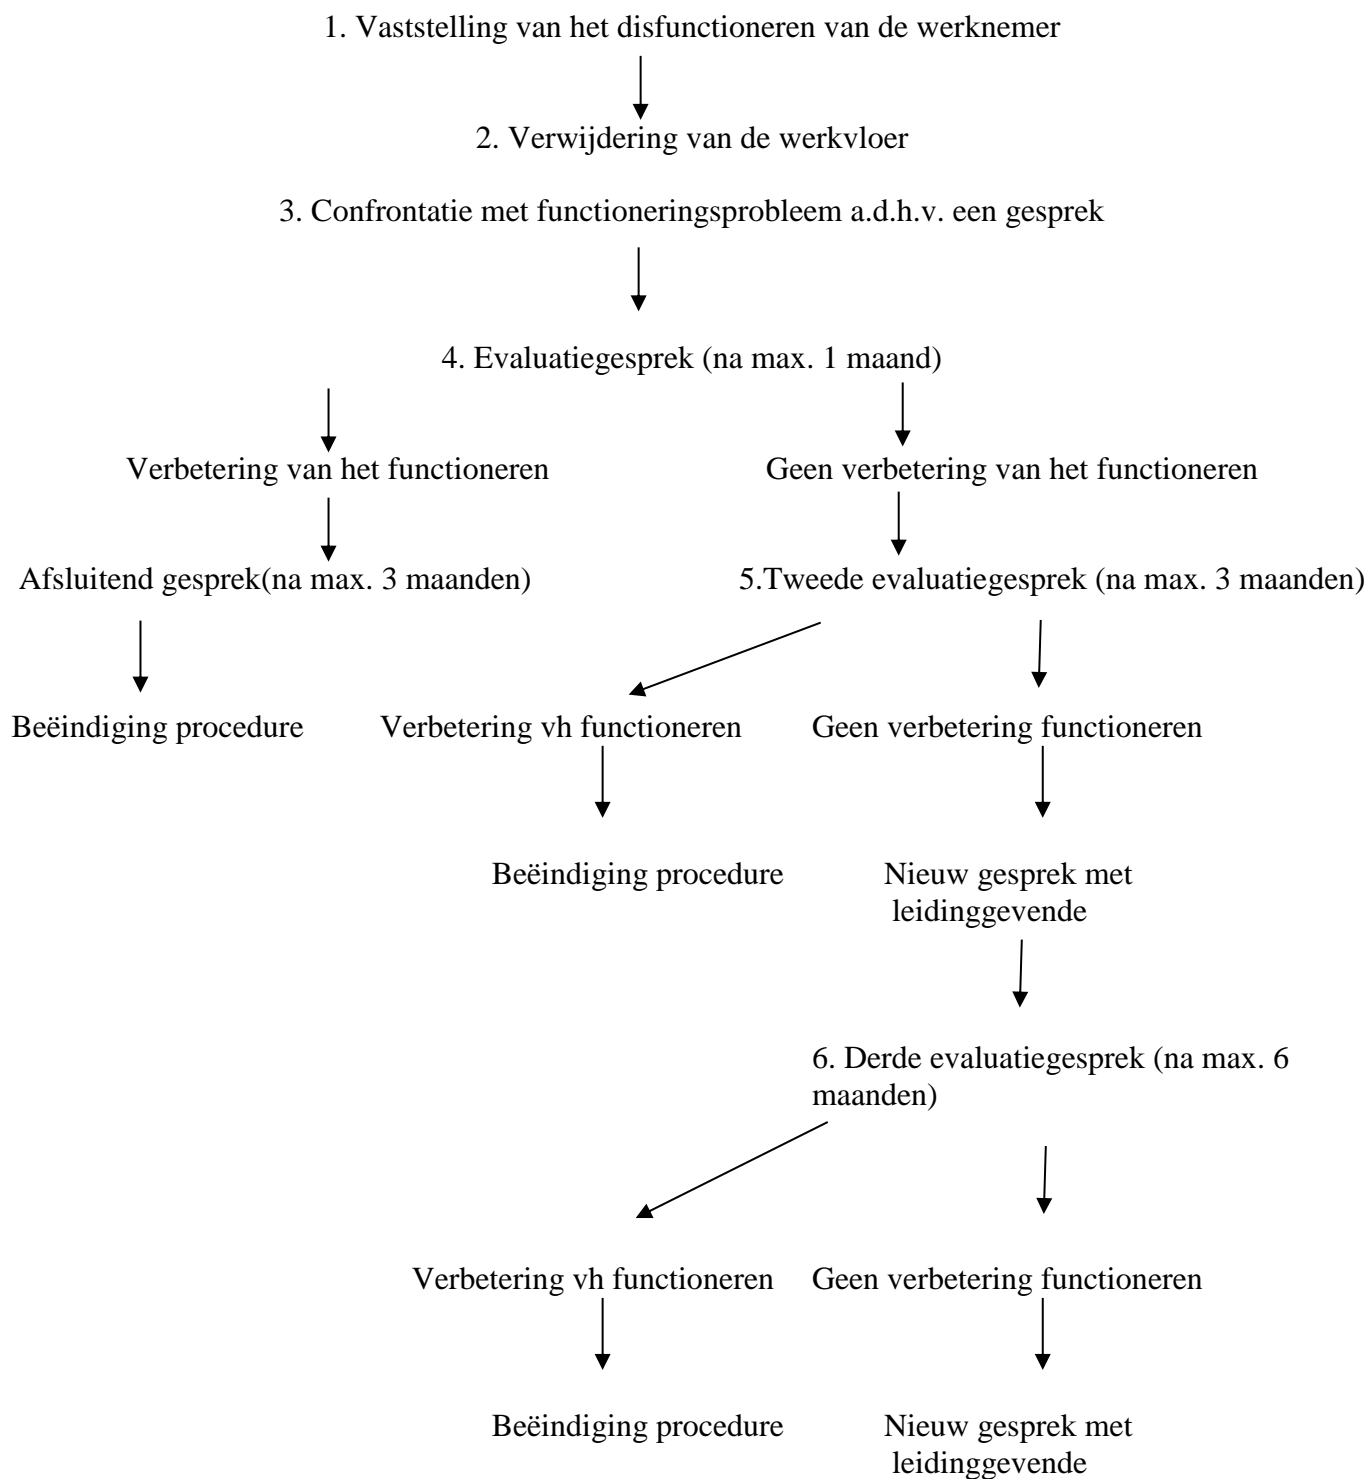 1. Vaststelling van het disfunctioneren van de werknemer
2. Verwijdering van de werkvloer
3. Confrontatie met functioneringsprobleem a.d.h.v. een gesprek
4. Evaluatiegesprek (na max. 1 maand)
Verbetering van het functioneren
Geen verbetering van het functioneren
Afsluitend gesprek(na max. 3 maanden)
5.Tweede evaluatiegesprek (na max. 3 maanden)
Beëindiging procedure
Verbetering vh functioneren
Geen verbetering functioneren
Beëindiging procedure
Nieuw gesprek met
leidinggevende
6. Derde evaluatiegesprek (na max. 6
maanden)
Verbetering vh functioneren
Geen verbetering functioneren
Beëindiging procedure
Nieuw gesprek met
leidinggevende